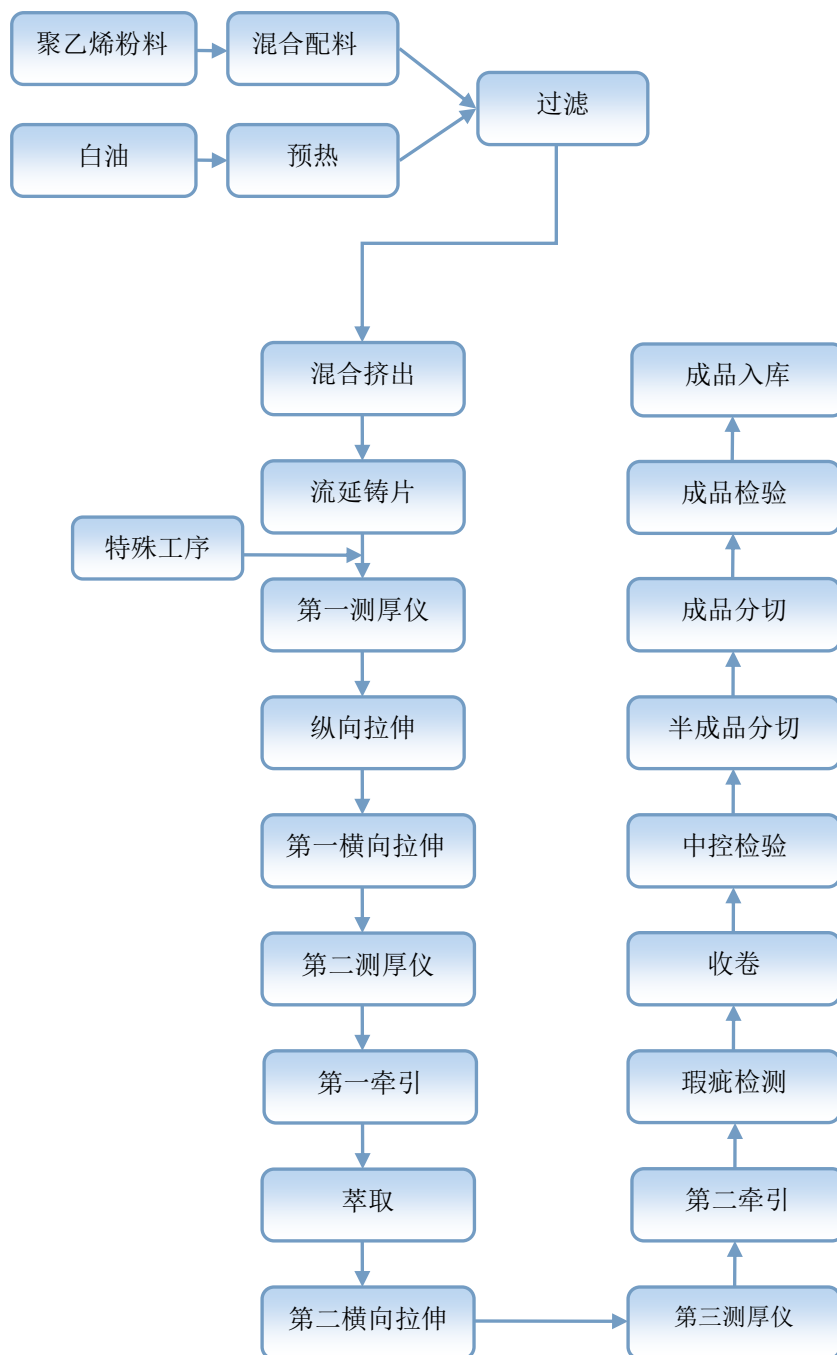 聚乙烯粉料
混合配料
过滤
白油
预热
混合挤出
流延铸片
特殊工序
第一测厚仪
纵向拉伸
第一横向拉伸
第二测厚仪
第一牵引
萃取
第二横向拉伸
第三测厚仪
第二牵引
瑕疵检测
收卷
中控检验
半成品分切
成品分切
成品检验
成品入库